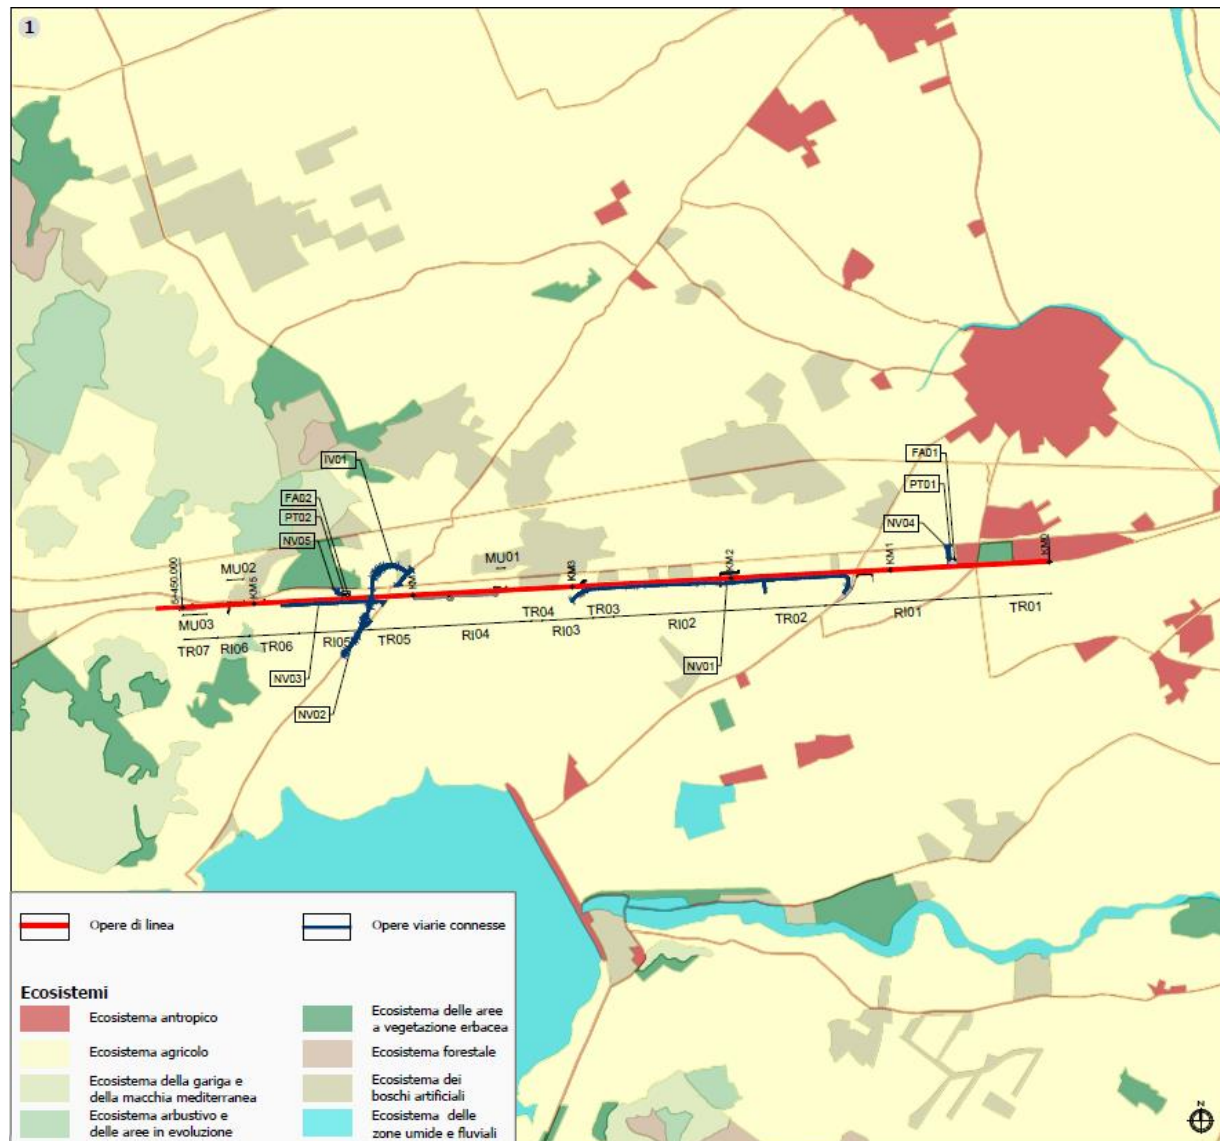 1
IV01
FA01
PT01
NV04
FA02
PT02
NV05
MU02
MU01
5+450.000
KM5
KM3
KM2
KM1
KM0
MU03
TR07
RI06
TR06
RI05
TR05
RI04
TR04
RI03
TR03
RI02
TR02
RI01
TR01
NV03
NV02
NV01
Opere di linea
Opere viarie connesse
Ecosistemi
Ecosistema antropico
Ecosistema delle aree
a vegetazione erbacea
Ecosistema agricolo
Ecosistema forestale
Ecosistema della gariga e
della macchia mediterranea
Ecosistema dei
boschi artificiali
Ecosistema arbustivo e
delle aree in evoluzione
Ecosistema delle
zone umide e fluviali
N